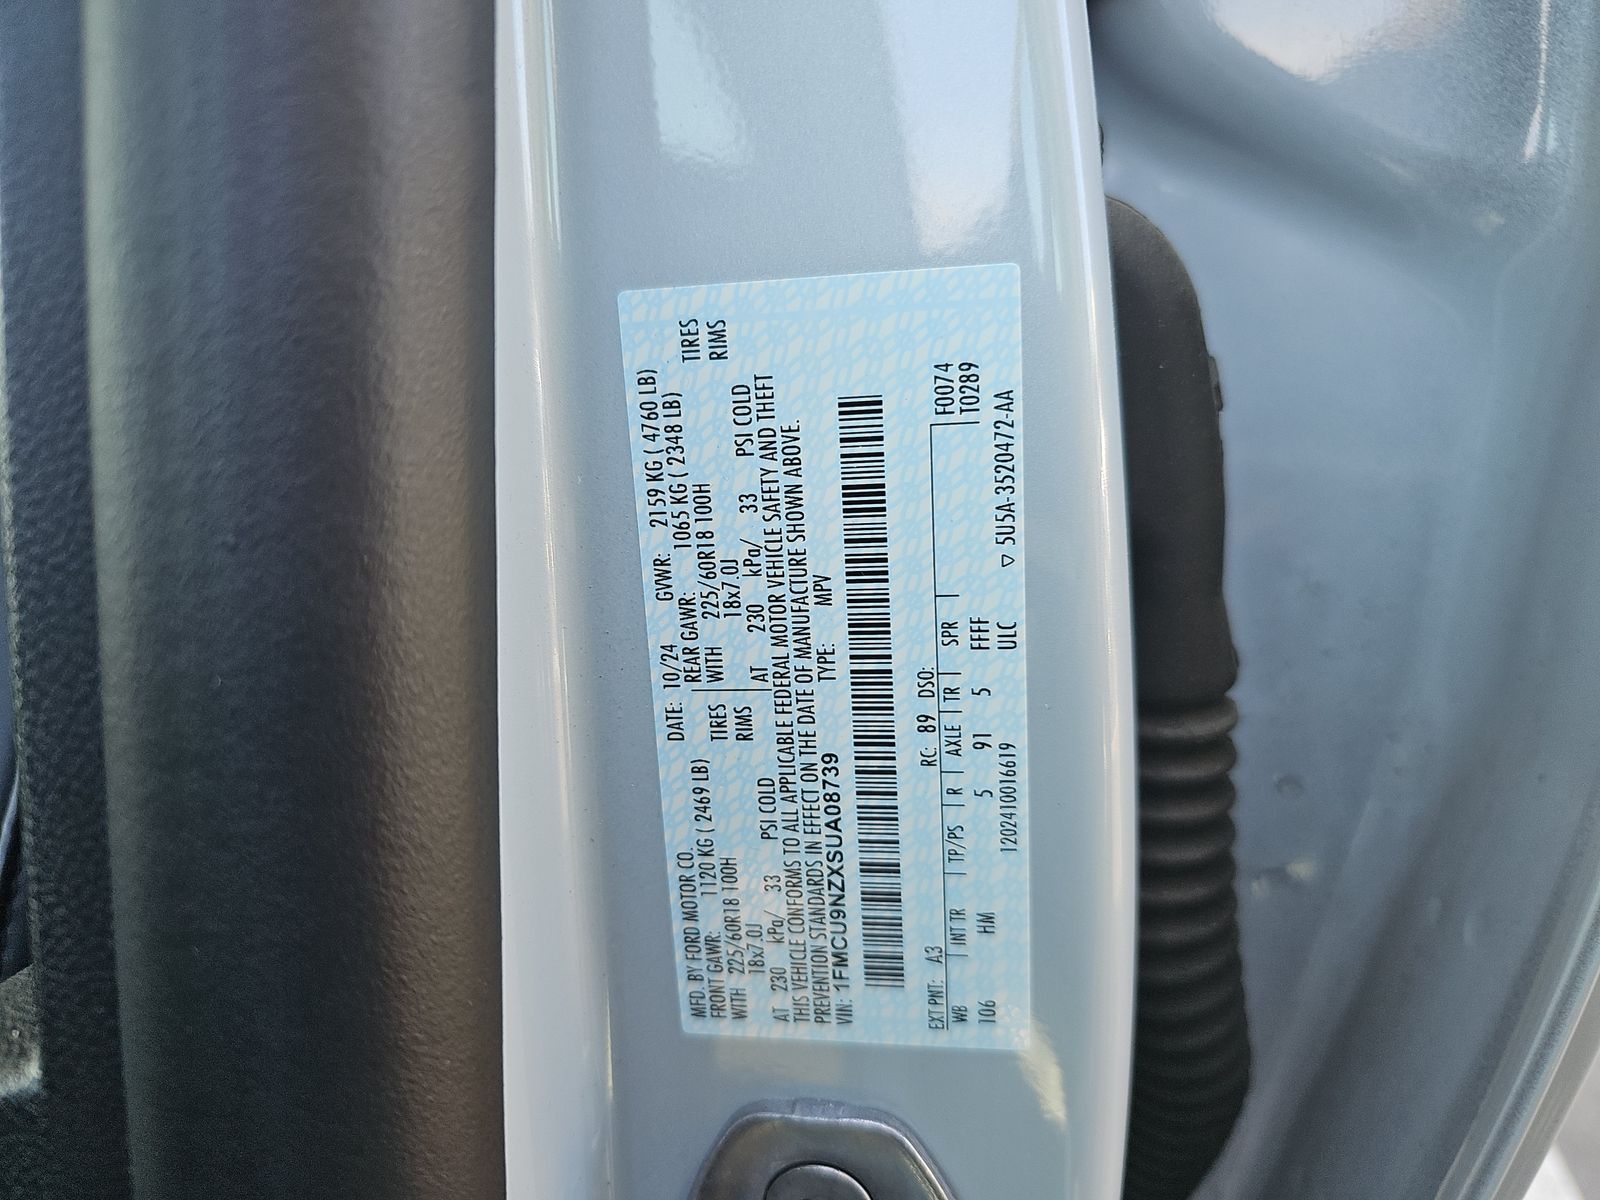 MFD. BY FORD MOTOR CO. DATE: 10/24 GVWR: 2159 KG ( 4760 LB)
FRONT GAWR: 1120 KG ( 2469 LB) REAR GAWR: 1065 KG ( 2348 LB)
WITH 225/60R18 100H TIRES WITH 225/60R18 100H TIRES
18x7.0J RIMS 18x7.0J RIMS
AT 230 kPa/ 33 PSI COLD AT 230 kPa/ 33 PSI COLD
THIS VEHICLE CONFORMS TO ALL APPLICABLE FEDERAL MOTOR VEHICLE SAFETY AND THEFT
PREVENTION STANDARDS IN EFFECT ON THE DATE OF MANUFACTURE SHOWN ABOVE.
VIN: 1FMCU9NZXSUA08739 TYPE: MPV
EXT PNT: A3 RC: 89 DSO: F0074
WB INT TR TP/PS R AXLE TR SPR T0289
106 HM 5 91 5 FFFF
1202410016619 ULC ▽ 5U5A-3520472-AA